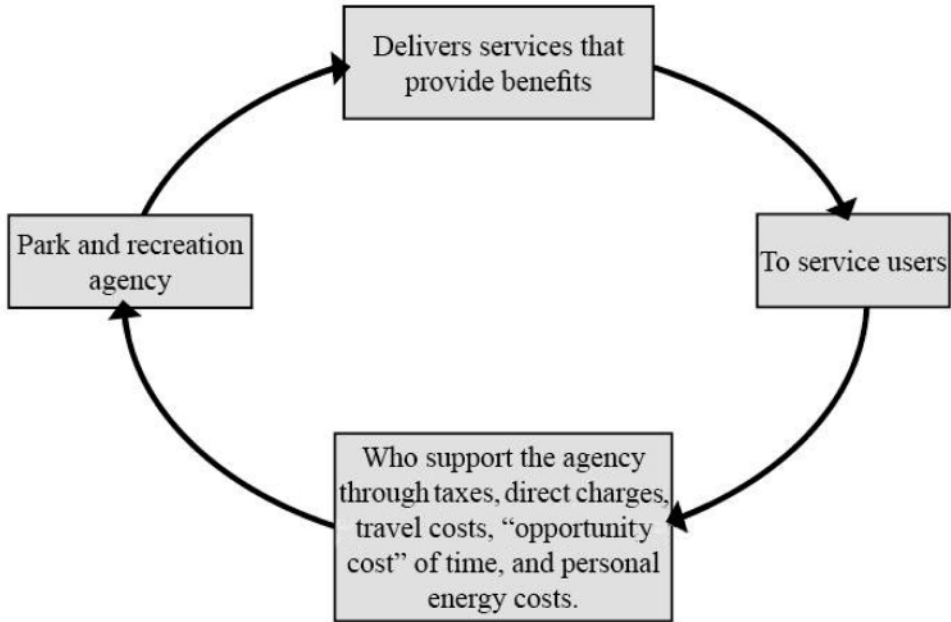 Delivers services that
provide benefits
Park and recreation
agency
To service users
Who support the agency
through taxes, direct charges,
travel costs, “opportunity
cost” of time, and personal
energy costs.